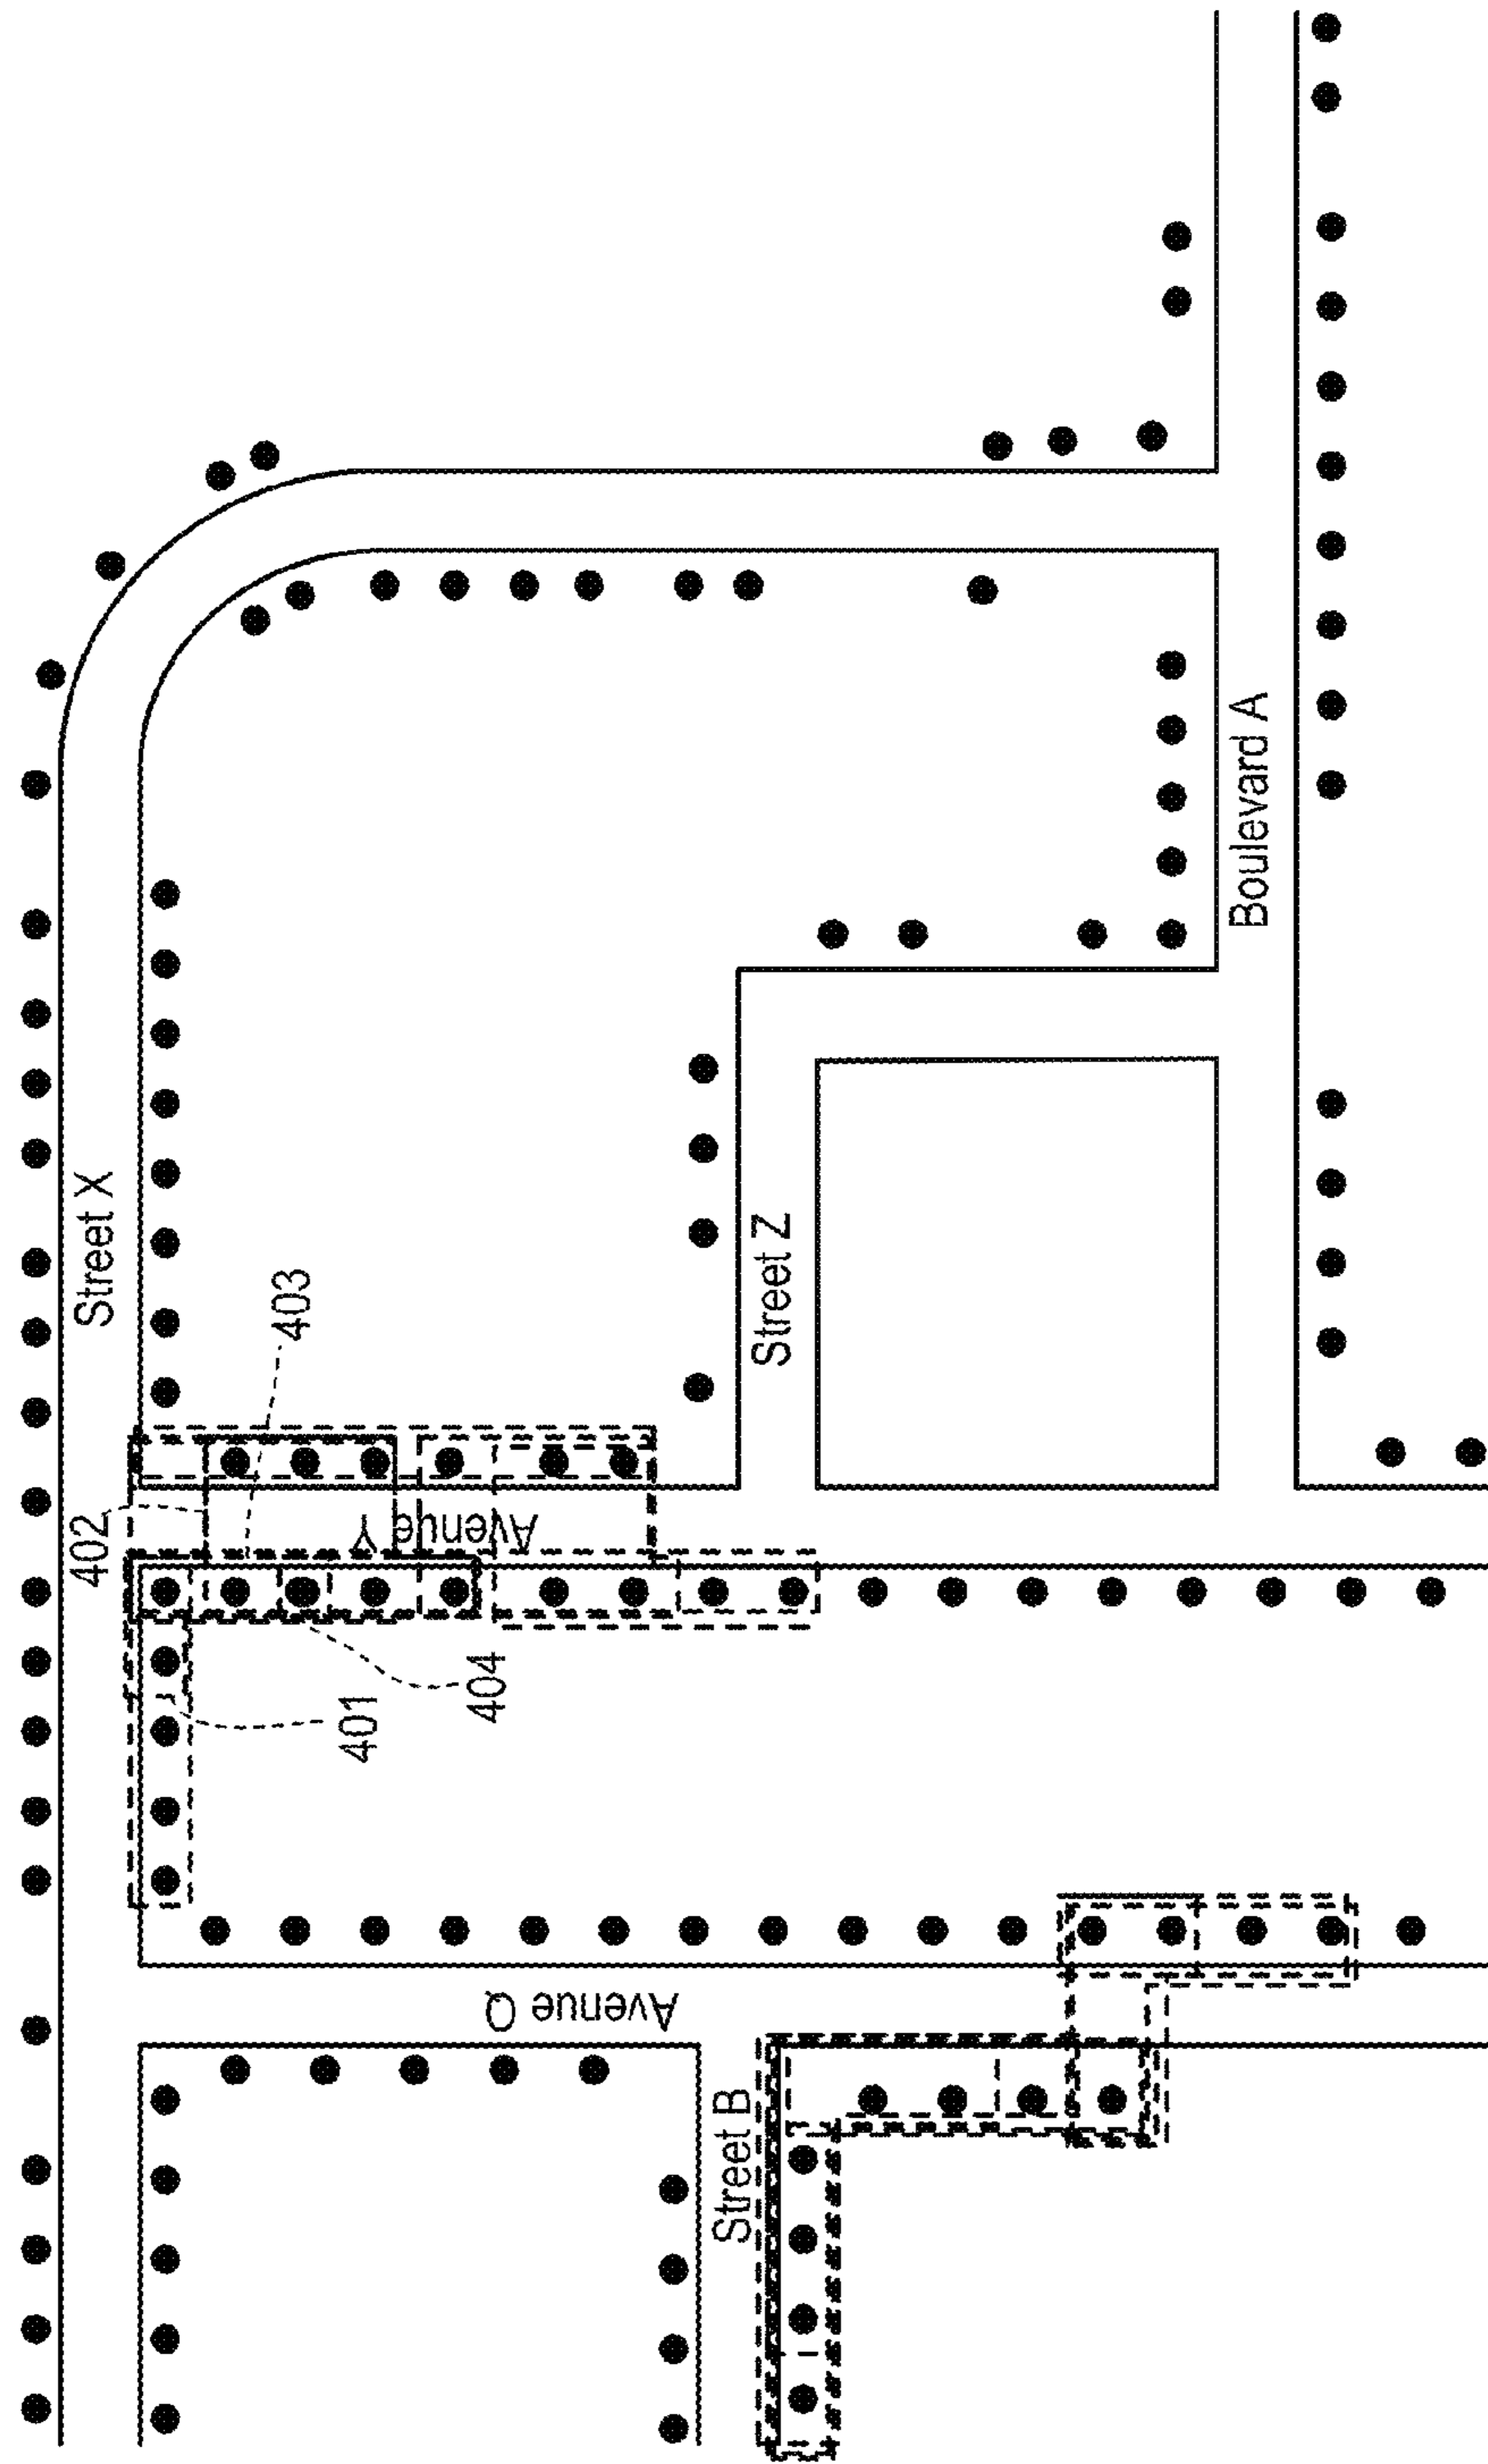 Street X
403
402
Avenue Y
404
401
Avenue Q
Street B
Street Z
Boulevard A